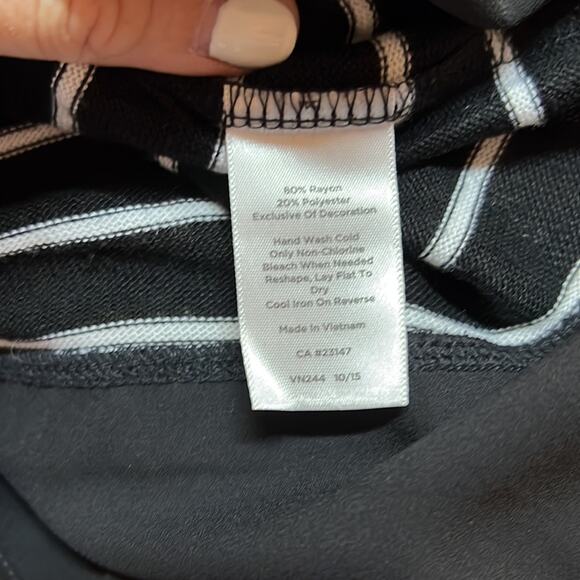 80% Rayon
20% Polyester
Exclusive Of Decoration
Hand Wash Cold
Only Non-Chlorine
Bleach When Needed
Reshape, Lay Flat To
Dry
Cool Iron On Reverse
Made In Vietnam
CA #23147
VN244 10/15